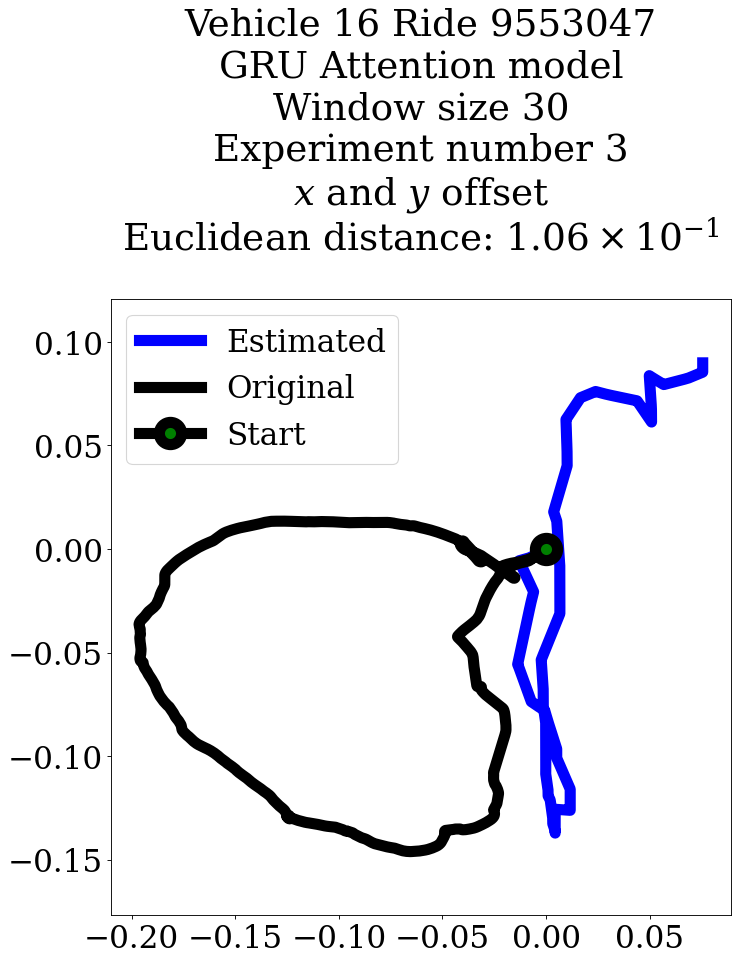 Vehicle 16 Ride 9553047
GRU Attention model
Window size 30
Experiment number 3
x and y offset
Euclidean distance: 1.06 × 10⁻¹
Estimated
Original
Start
0.10
0.05
0.00
−0.05
−0.10
−0.15
−0.20 −0.15 −0.10 −0.05 0.00 0.05